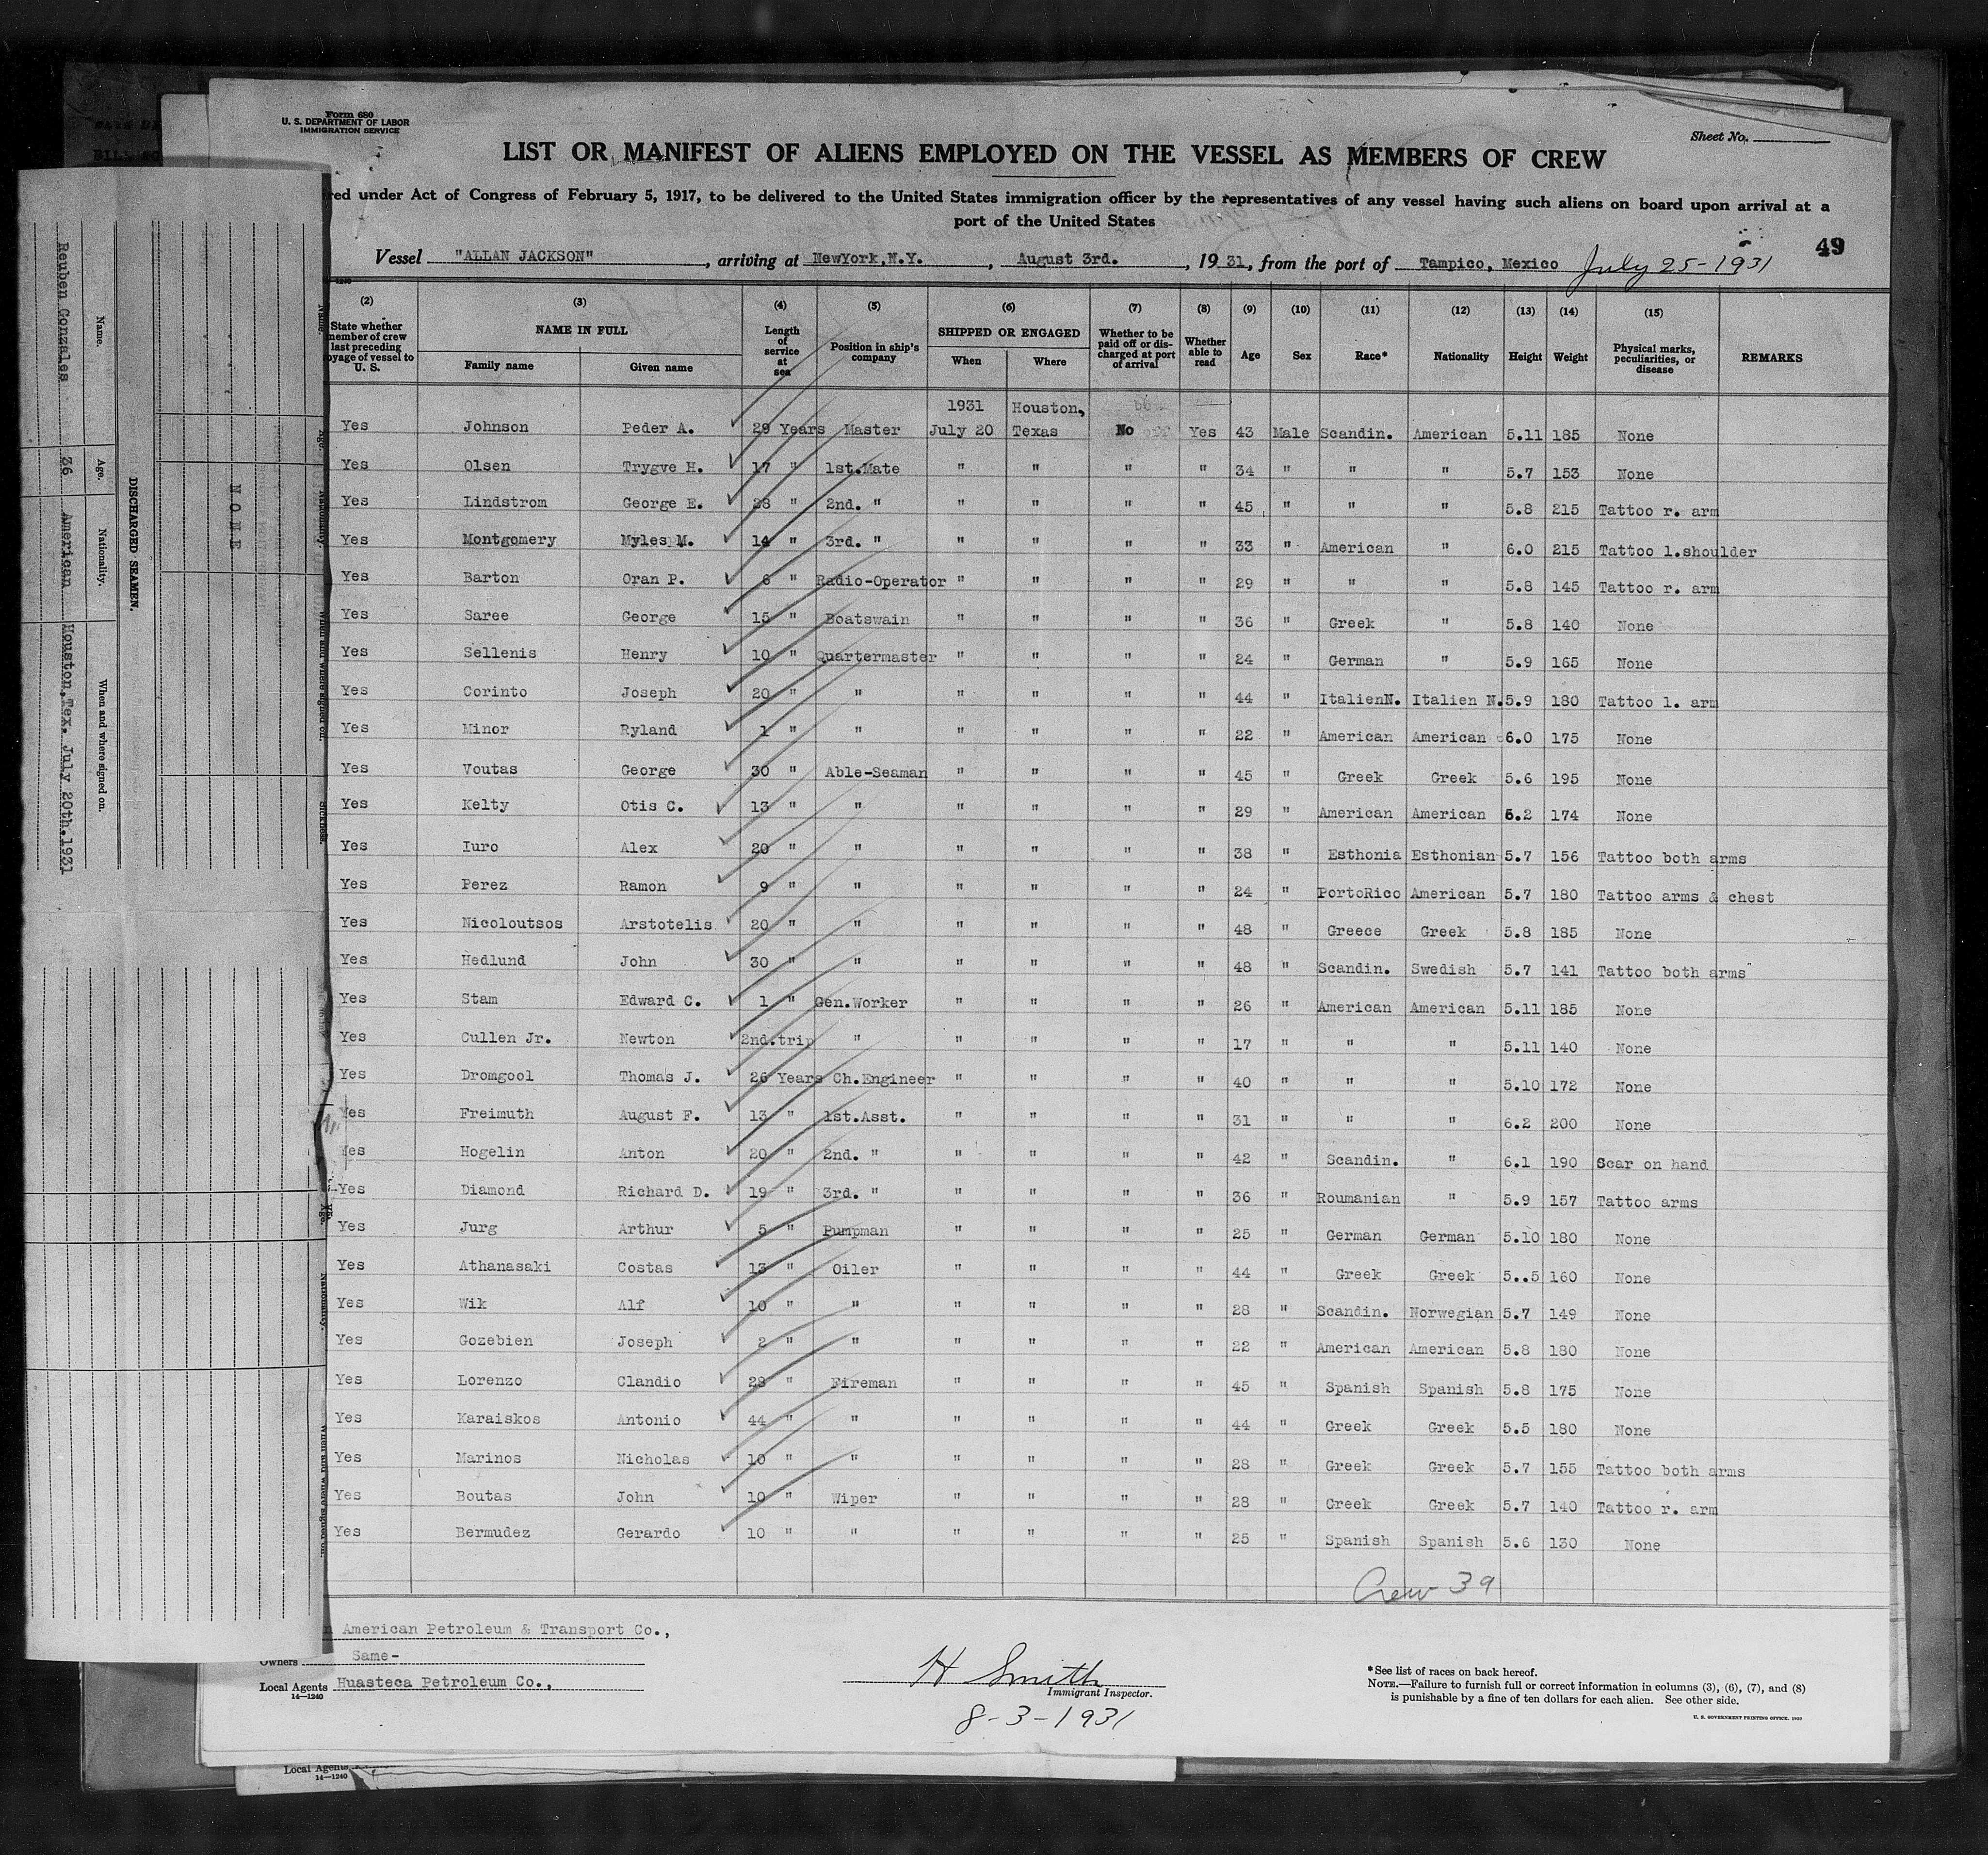 Form 680
U. S. DEPARTMENT OF LABOR
IMMIGRATION SERVICE
Sheet No.
LIST OR MANIFEST OF ALIENS EMPLOYED ON THE VESSEL AS MEMBERS OF CREW
red under Act of Congress of February 5, 1917, to be delivered to the United States immigration officer by the representatives of any vessel having such aliens on board upon arrival at a
port of the United States
49
Vessel "ALLAN JACKSON" , arriving at NewYork,N.Y. , August 3rd. , 1931, from the port of Tampico, Mexico July 25-1931
(2) (3) (4) (5) (6) (7) (8) (9) (10) (11) (12) (13) (14) (15)
State whether member of crew last preceding oyage of vessel to U. S. NAME IN FULL Family name Given name Length of service at sea Position in ship's company SHIPPED OR ENGAGED When Where Whether to be paid off or discharged at port of arrival Whether able to read Age Sex Race* Nationality Height Weight Physical marks, peculiarities, or disease REMARKS
1931 Houston,
Yes Johnson Peder A. 29 Years Master July 20 Texas No Yes 43 Male Scandin. American 5.11 185 None
Yes Olsen Trygve H. 17 " 1st.Mate " " " " 34 " " " 5.7 153 None
Yes Lindstrom George E. 28 " 2nd. " " " " " 45 " " " 5.8 215 Tattoo r. arm
Yes Montgomery Myles M. 14 " 3rd. " " " " " 33 " American " 6.0 215 Tattoo l.shoulder
Yes Barton Oran P. 6 " Radio-Operator " " " " 29 " " " 5.8 145 Tattoo r. arm
Yes Saree George 15 " Boatswain " " " " 36 " Greek " 5.8 140 None
Yes Sellenis Henry 10 " Quartermaster " " " " 24 " German " 5.9 165 None
Yes Corinto Joseph 20 " " " " " " 44 " ItalienN. Italien N. 5.9 180 Tattoo l. arm
Yes Minor Ryland 1 " " " " " " 22 " American American 6.0 175 None
Yes Voutas George 30 " Able-Seaman " " " " 45 " Greek Greek 5.6 195 None
Yes Kelty Otis C. 13 " " " " " " 29 " American American 6.2 174 None
Yes Iuro Alex 20 " " " " " " 38 " Esthonia Esthonian 5.7 156 Tattoo both arms
Yes Perez Ramon 9 " " " " " " 24 " PortoRico American 5.7 180 Tattoo arms & chest
Yes Nicoloutsos Arstotelis 20 " " " " " " 48 " Greece Greek 5.8 185 None
Yes Hedlund John 30 " " " " " " 48 " Scandin. Swedish 5.7 141 Tattoo both arms
Yes Stam Edward C. 1 " Gen.Worker " " " " 26 " American American 5.11 185 None
Yes Cullen Jr. Newton 2nd.trip " " " " " 17 " " " 5.11 140 None
Yes Dromgool Thomas J. 26 Years Ch.Engineer " " " " 40 " " " 5.10 172 None
Yes Freimuth August F. 13 " 1st.Asst. " " " " 31 " " " 6.2 200 None
Yes Hogelin Anton 20 " 2nd. " " " " " 42 " Scandin. " 6.1 190 Scar on hand
Yes Diamond Richard D. 19 " 3rd. " " " " " 36 " Roumanian " 5.9 157 Tattoo arms
Yes Jurg Arthur 5 " Pumpman " " " " 25 " German German 5.10 180 None
Yes Athanasaki Costas 13 " Oiler " " " " 44 " Greek Greek 5..5 160 None
Yes Wik Alf 10 " " " " " " 28 " Scandin. Norwegian 5.7 149 None
Yes Gozebien Joseph 2 " " " " " " 22 " American American 5.8 180 None
Yes Lorenzo Clandio 28 " Fireman " " " " 45 " Spanish Spanish 5.8 175 None
Yes Karaiskos Antonio 44 " " " " " " 44 " Greek Greek 5.5 180 None
Yes Marinos Nicholas 10 " " " " " " 28 " Greek Greek 5.7 155 Tattoo both arms
Yes Boutas John 10 " Wiper " " " " 28 " Greek Greek 5.7 140 Tattoo r. arm
Yes Bermudez Gerardo 10 " " " " " " 25 " Spanish Spanish 5.6 130 None
Crew 39
n American Petroleum & Transport Co.,
Owners Same-
Local Agents Huasteca Petroleum Co.,
14—1240
H Smith
Immigrant Inspector.
8-3-1931
*See list of races on back hereof.
NOTE.—Failure to furnish full or correct information in columns (3), (6), (7), and (8)
is punishable by a fine of ten dollars for each alien. See other side.
U. S. GOVERNMENT PRINTING OFFICE. 1929
Local Agents
14—1240
DISCHARGED SEAMEN.
Name. Age. Nationality. When and where signed on.
Reuben Gonzales 36 American Houston,Tex. July 20th.1931
NONE